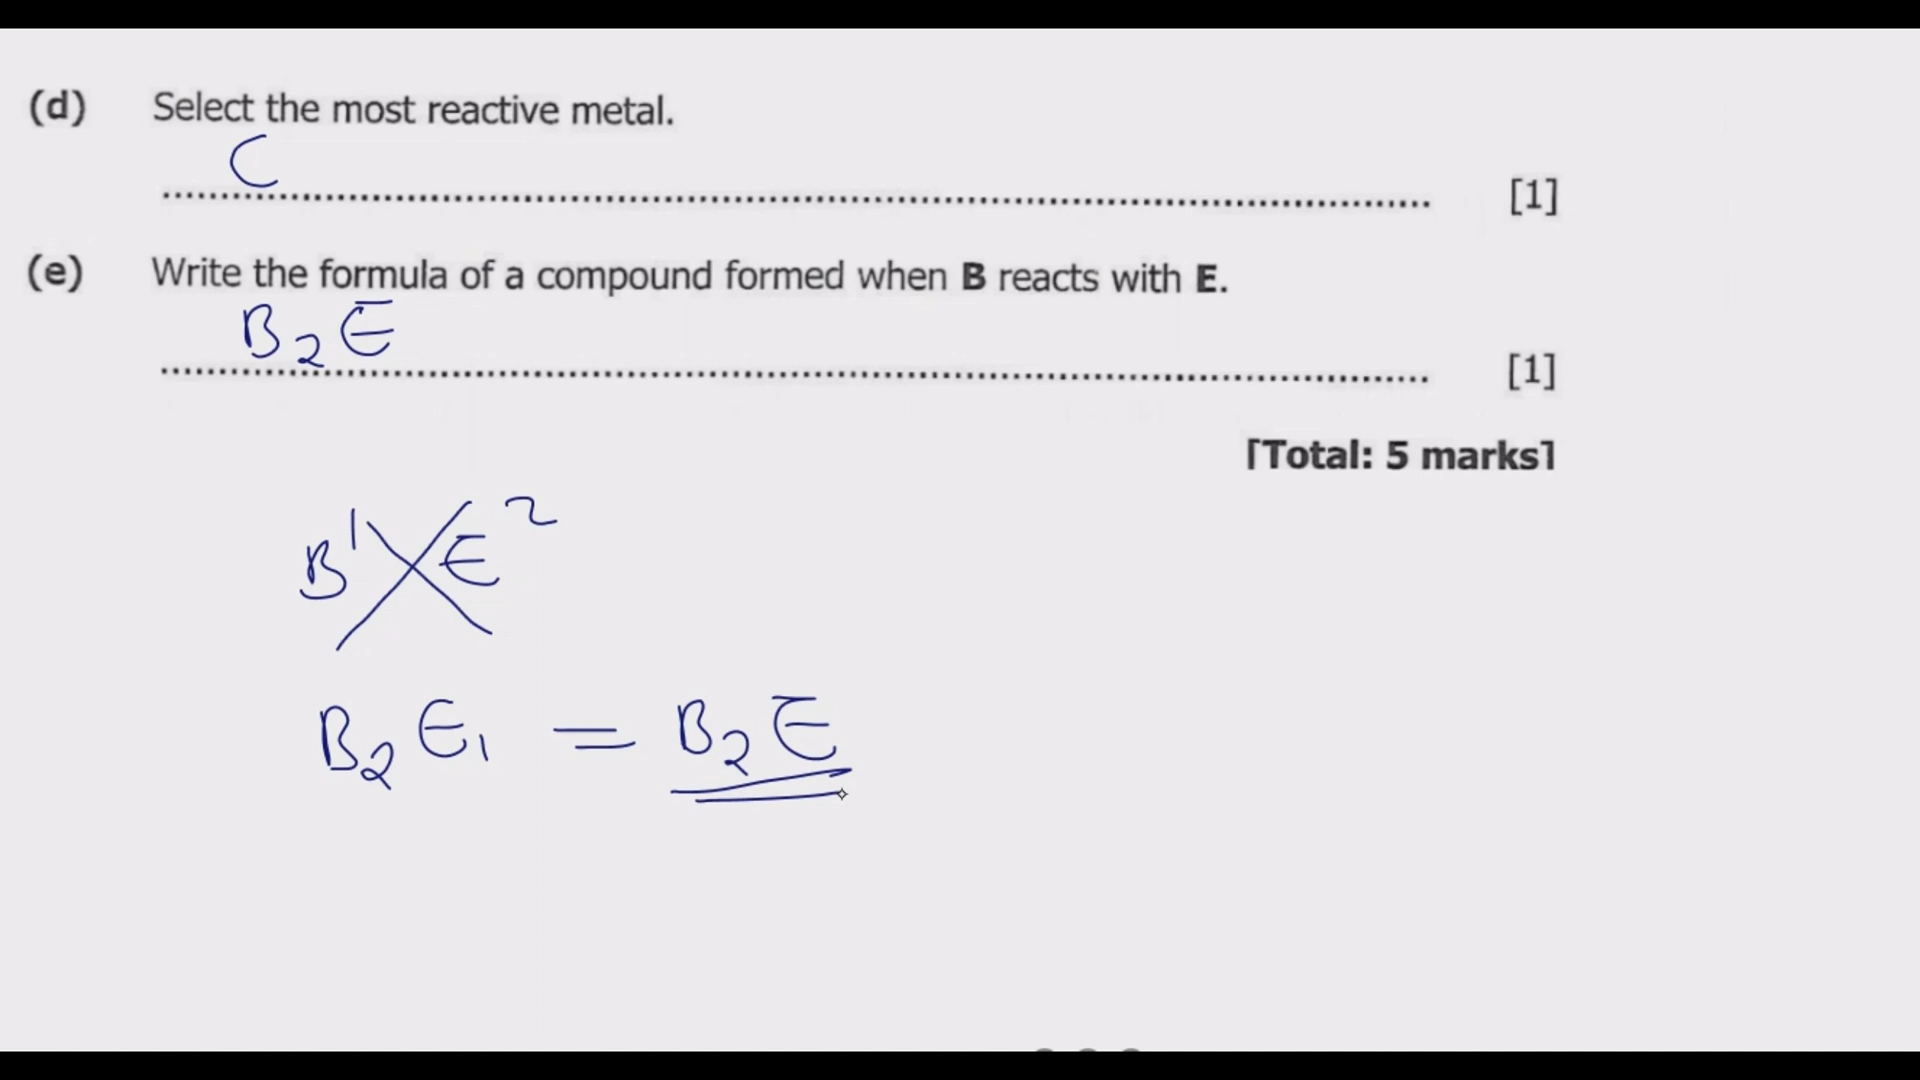 (d) Select the most reactive metal.
C
[1]
(e) Write the formula of a compound formed when B reacts with E.
B₂E
[1]
[Total: 5 marks]
B¹ E²
B₂E₁ = B₂E